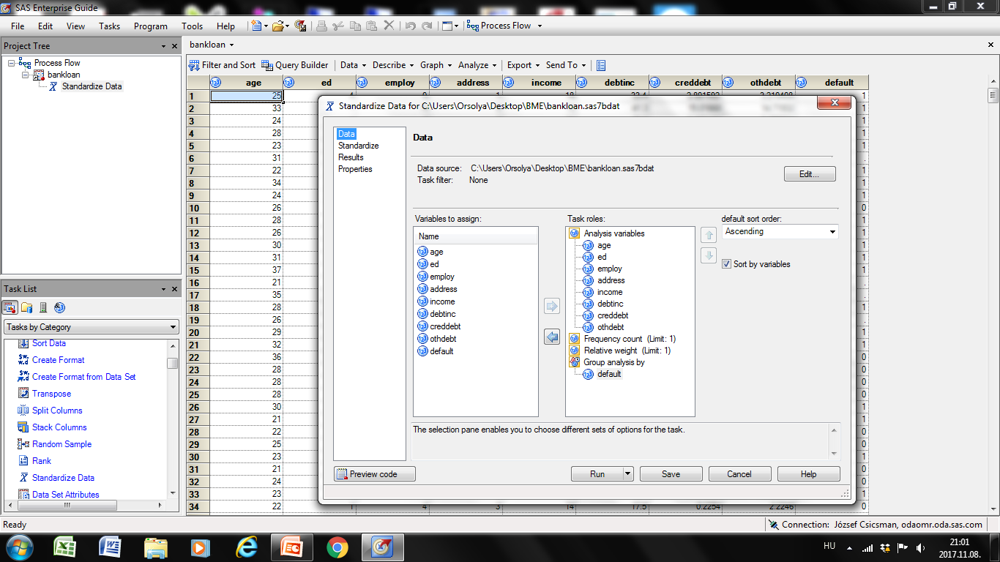 SAS Enterprise Guide
File Edit View Tasks Program Tools Help Process Flow
Project Tree
Process Flow
bankloan
Standardize Data
Task List
Tasks by Category
Sort Data
Create Format
Create Format from Data Set
Transpose
Split Columns
Stack Columns
Random Sample
Rank
Standardize Data
Data Set Attributes
bankloan
Filter and Sort Query Builder Data Describe Graph Analyze Export Send To
age ed employ address income debtinc creddebt othdebt default
1 25 1
2 33 1
3 24 1
4 28 1
5 23 1
6 31 1
7 22 1
8 34 1
9 24 1
10 26 0
11 28 1
12 26 1
13 30 1
14 31 1
15 37 1
16 21 .
17 35 .
18 28 1
19 26 .
20 29 1
21 32 1
22 36 0
23 28 0
24 28 0
25 28 0
26 30 1
27 21 1
28 22 0
29 25 0
30 23 1
31 21 0
32 24 0
33 23 1
34 22 1 4 3 14 17.5 0.2254 2.2246 0
Standardize Data for C:\Users\Orsolya\Desktop\BME\bankloan.sas7bdat
Data
Standardize
Results
Properties
Data
Data source: C:\Users\Orsolya\Desktop\BME\bankloan.sas7bdat
Task filter: None
Edit...
Variables to assign:
Name
age
ed
employ
address
income
debtinc
creddebt
othdebt
default
Task roles:
Analysis variables
age
ed
employ
address
income
debtinc
creddebt
othdebt
Frequency count (Limit: 1)
Relative weight (Limit: 1)
Group analysis by
default
default sort order:
Ascending
Sort by variables
The selection pane enables you to choose different sets of options for the task.
Preview code Run Save Cancel Help
Ready
Connection: József Csicsman, odaomr.oda.sas.com
HU
21:01
2017.11.08.